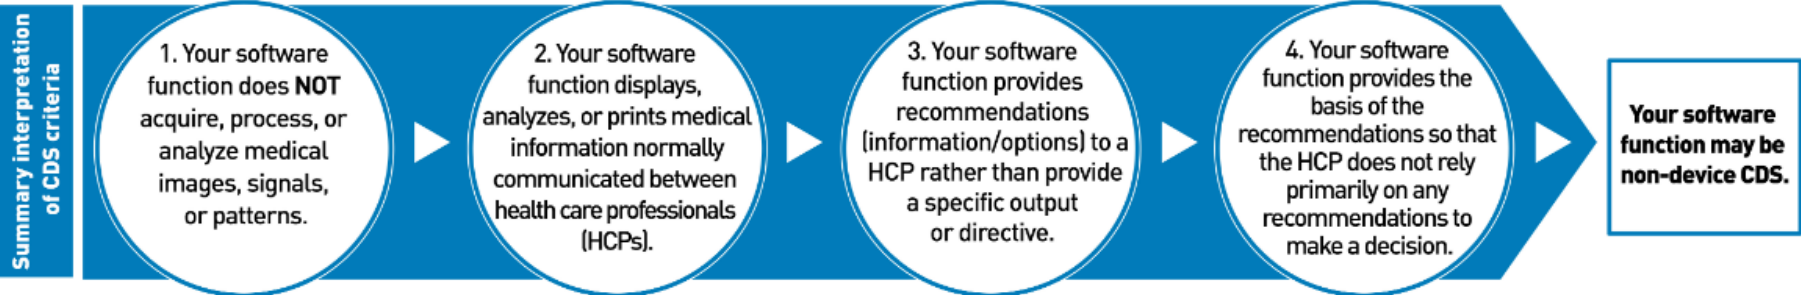 Summary interpretation
of CDS criteria
1. Your software
function does NOT
acquire, process, or
analyze medical
images, signals,
or patterns.
2. Your software
function displays,
analyzes, or prints medical
information normally
communicated between
health care professionals
(HCPs).
3. Your software
function provides
recommendations
(information/options) to a
HCP rather than provide
a specific output
or directive.
4. Your software
function provides the
basis of the
recommendations so that
the HCP does not rely
primarily on any
recommendations to
make a decision.
Your software
function may be
non-device CDS.